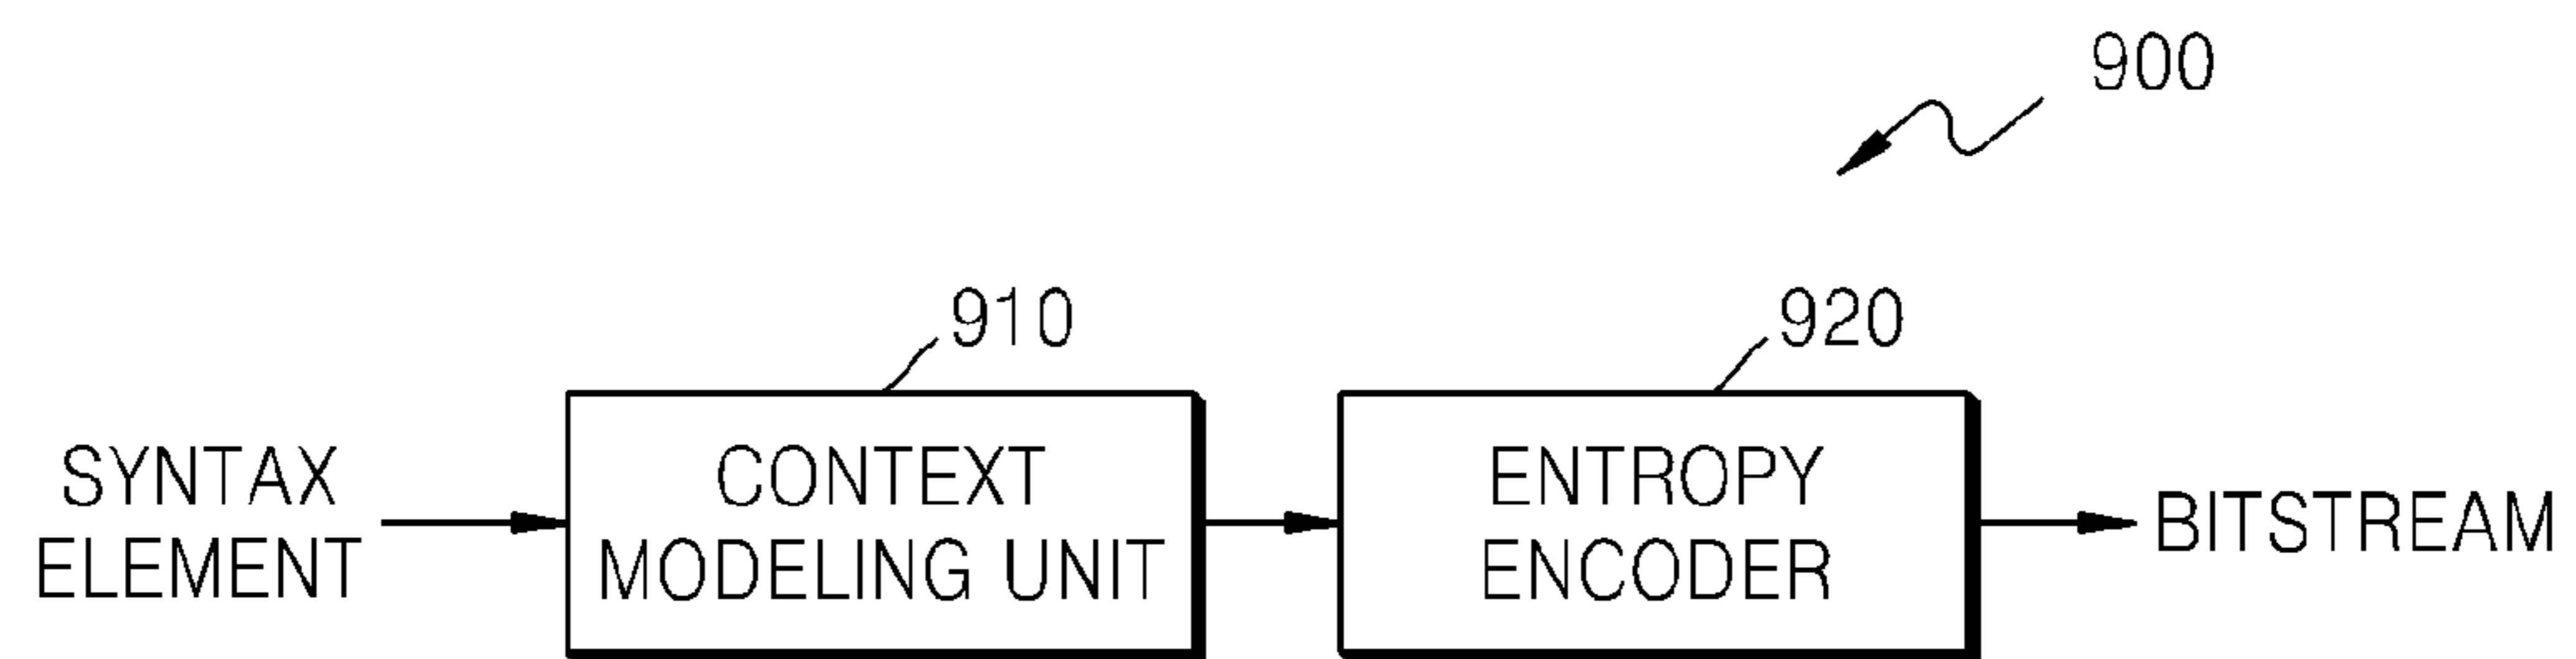 900
910
920
SYNTAX
ELEMENT
CONTEXT
MODELING UNIT
ENTROPY
ENCODER
BITSTREAM